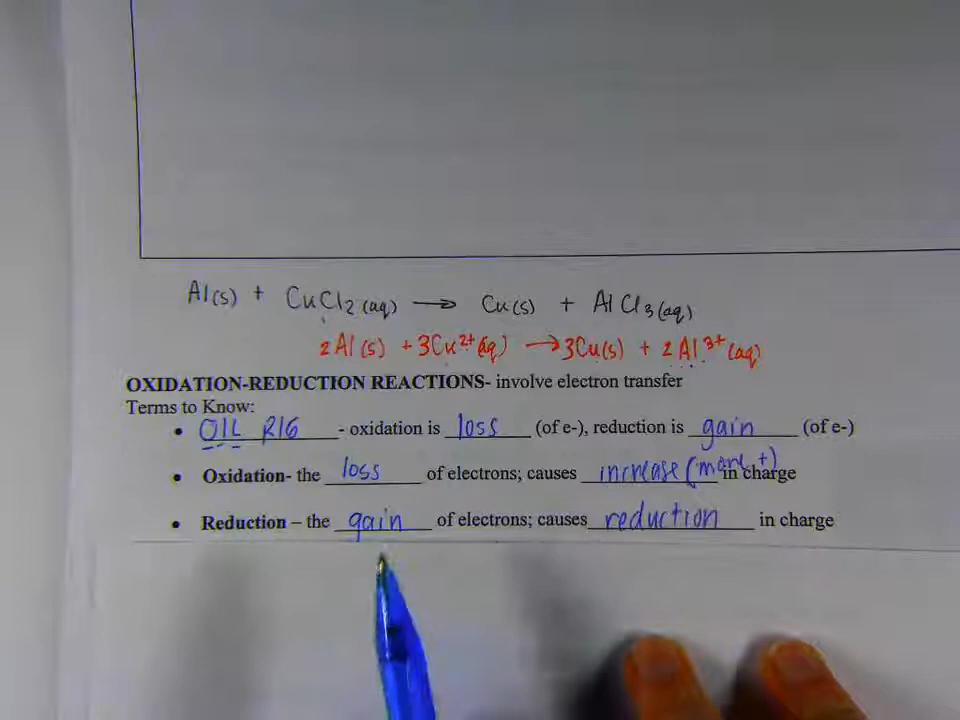 Al(s) + CuCl2(aq) → Cu(s) + AlCl3(aq)
2Al(s) + 3Cu2+(aq) → 3Cu(s) + 2Al3+(aq)
OXIDATION-REDUCTION REACTIONS- involve electron transfer
Terms to Know:
• OIL RIG - oxidation is loss (of e-), reduction is gain (of e-)
• Oxidation- the loss of electrons; causes increase (more +) in charge
• Reduction – the gain of electrons; causes reduction in charge